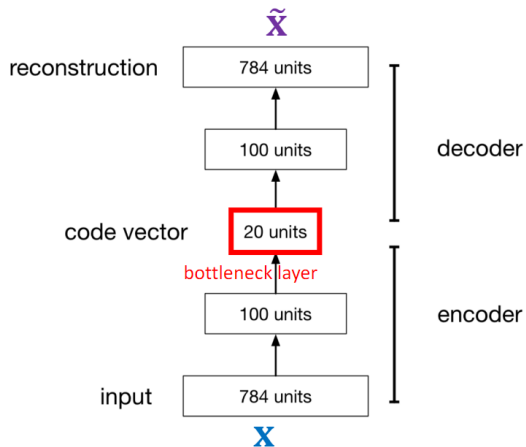 x̃
reconstruction 784 units
100 units decoder
code vector 20 units
bottleneck layer
100 units encoder
input 784 units
x